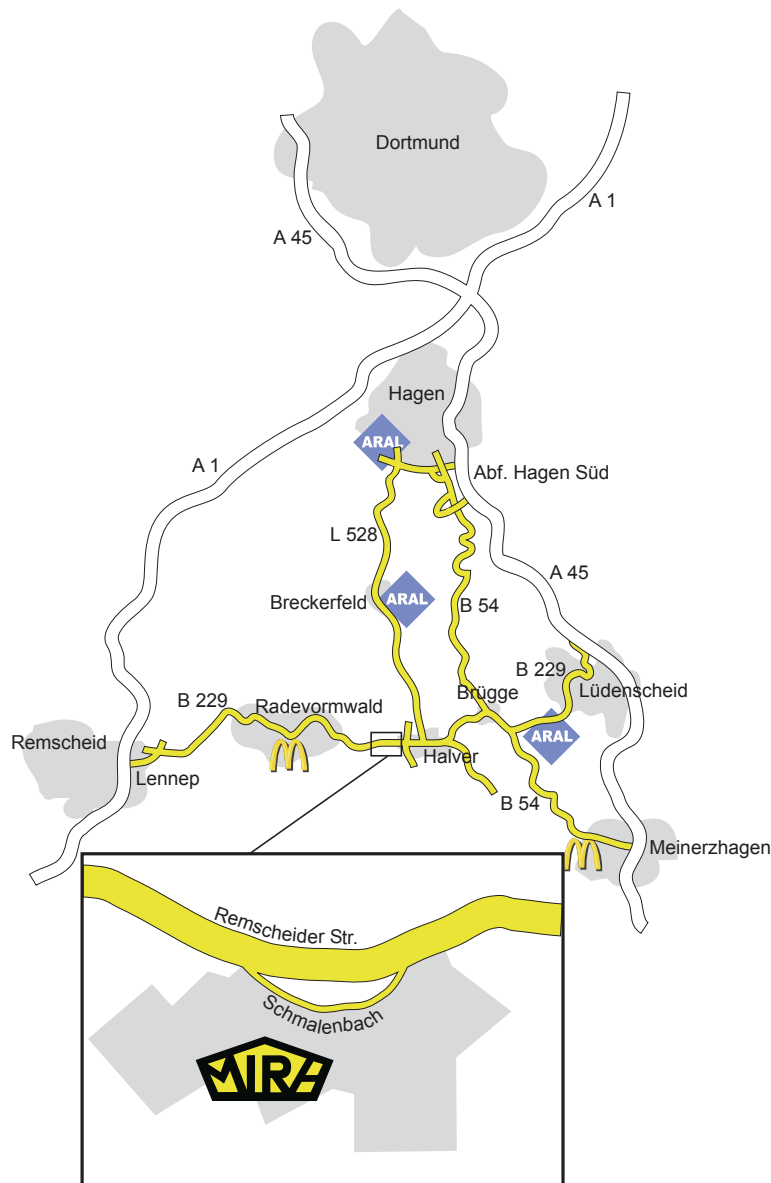 Dortmund
A 1
A 45
Hagen
ARAL
A 1
Abf. Hagen Süd
L 528
A 45
Breckerfeld
ARAL
B 54
B 229
B 229
Lüdenscheid
Radevormwald
Brügge
Remscheid
ARAL
Halver
Lennep
B 54
Meinerzhagen
Remscheider Str.
Schmalenbach
MIRA